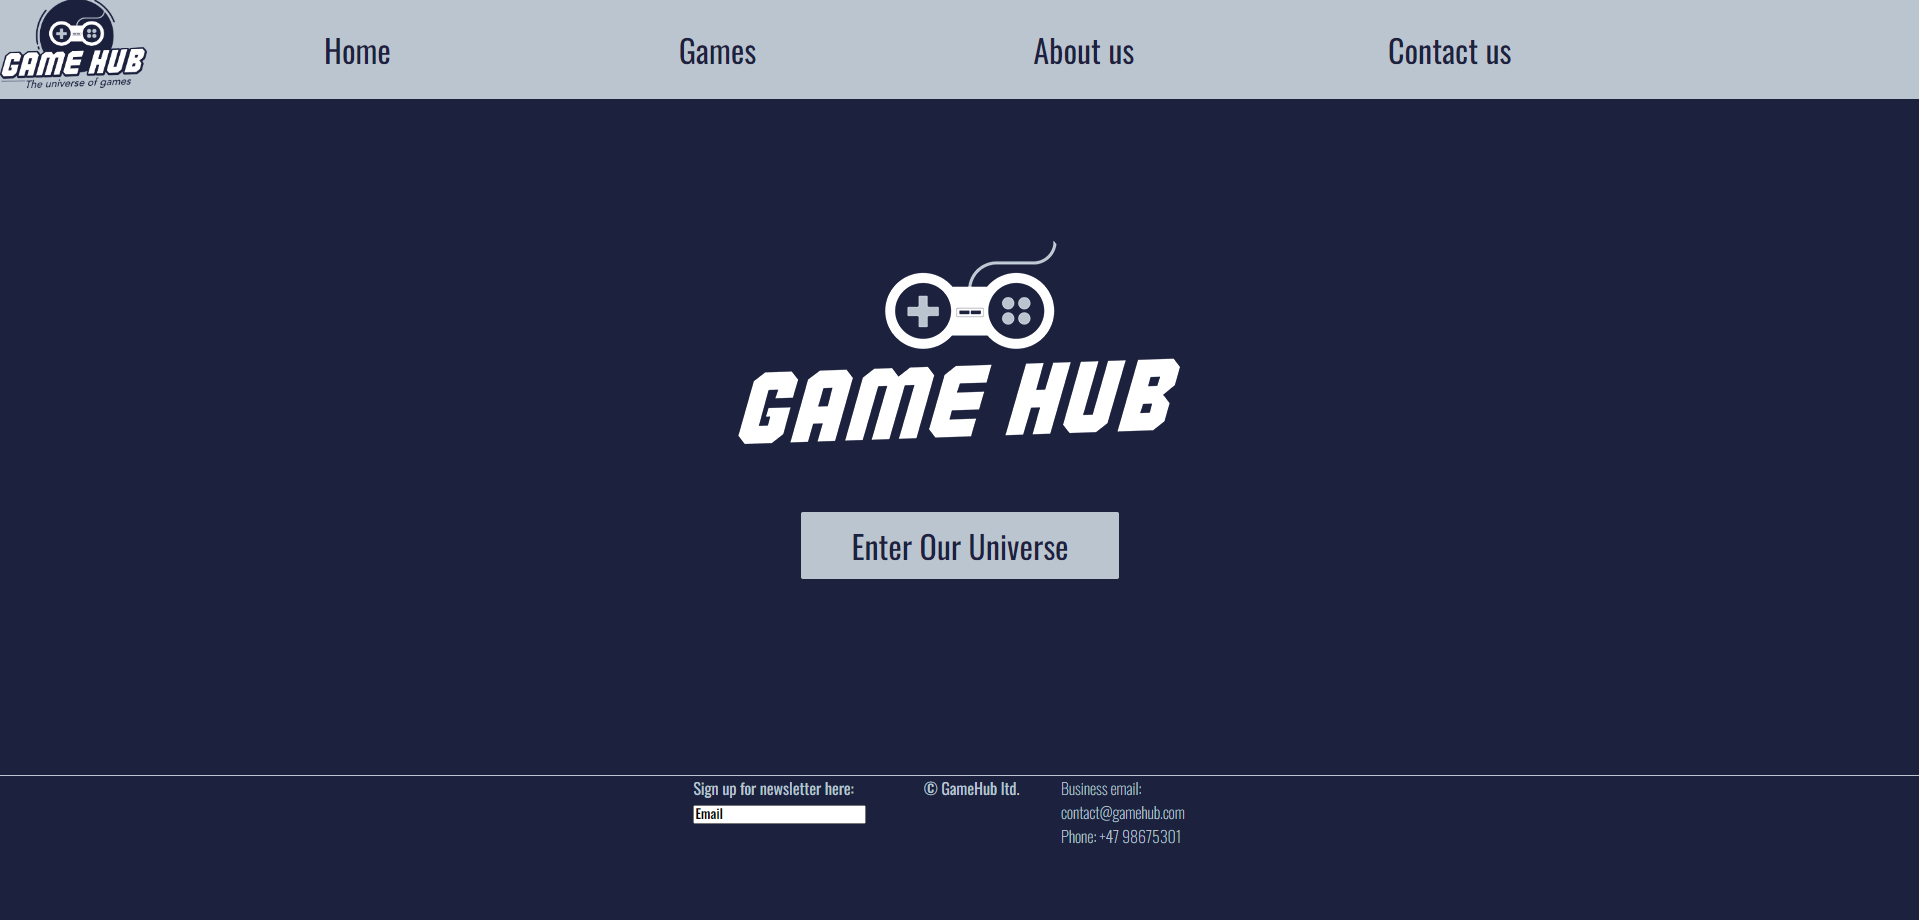 GAME HUB
The universe of games
Home
Games
About us
Contact us
GAME HUB
Enter Our Universe
Sign up for newsletter here:
Email
© GameHub ltd.
Business email:
contact@gamehub.com
Phone: +47 98675301